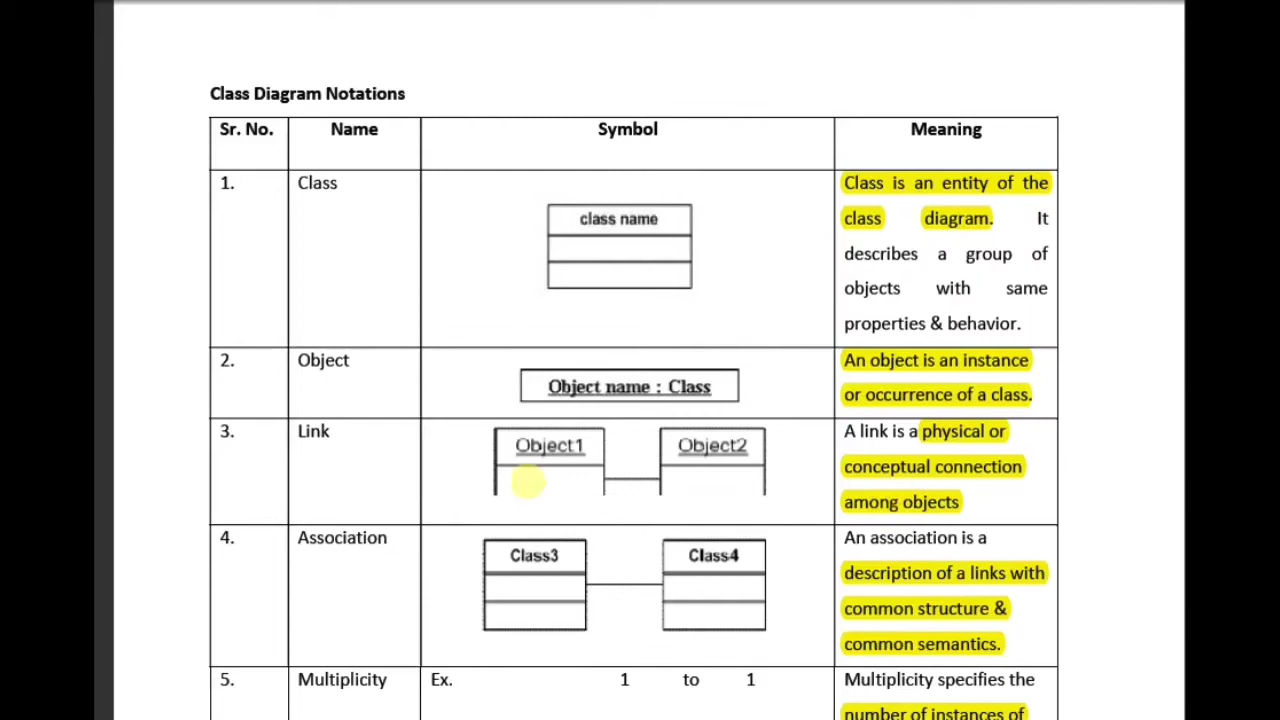 Class Diagram Notations
Sr. No. Name Symbol Meaning
1. Class
class name
Class is an entity of the
class diagram. It
describes a group of
objects with same
properties & behavior.
2. Object
Object name : Class
An object is an instance
or occurrence of a class.
3. Link
Object1 Object2
A link is a physical or
conceptual connection
among objects
4. Association
Class3 Class4
An association is a
description of a links with
common structure &
common semantics.
5. Multiplicity
Ex. 1 to 1
Multiplicity specifies the
number of instances of